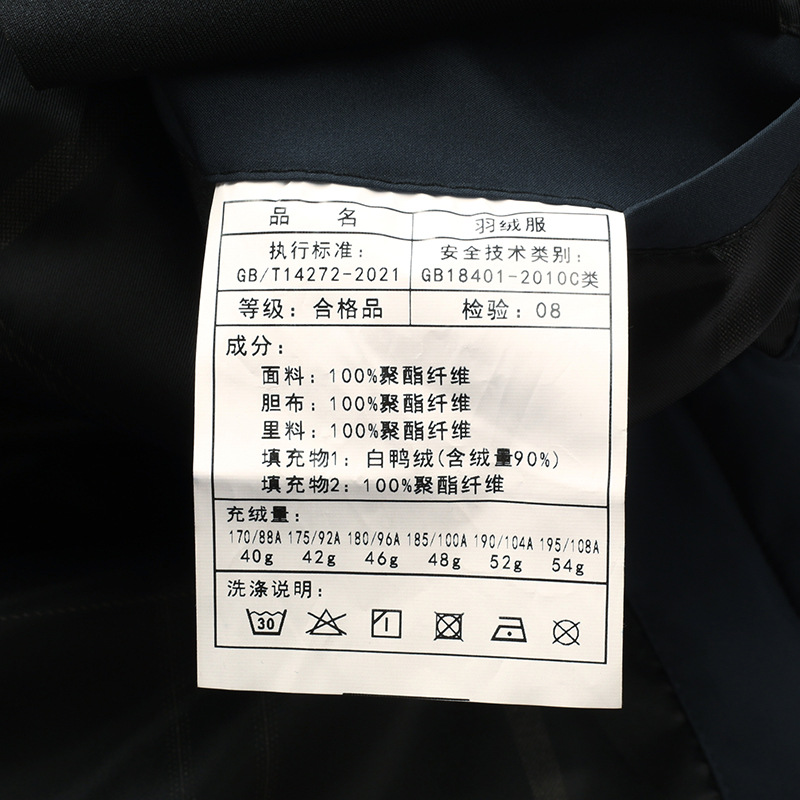 品 名 羽绒服
执行标准： 安全技术类别：
GB/T14272-2021 GB18401-2010C类
等级：合格品 检验：08
成分：
面料：100%聚酯纤维
胆布：100%聚酯纤维
里料：100%聚酯纤维
填充物1：白鸭绒(含绒量90%)
填充物2：100%聚酯纤维
充绒量：
170/88A 175/92A 180/96A 185/100A 190/104A 195/108A
40g 42g 46g 48g 52g 54g
洗涤说明：
30